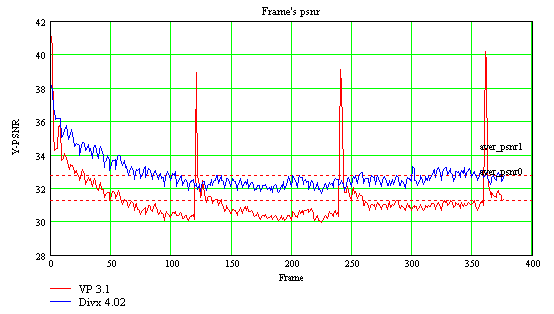 Frame's psnr
42
40
38
36
34
32
30
28
Y-PSNR
aver_psnr1
aver_psnr0
0 50 100 150 200 250 300 350 400
Frame
VP 3.1
Divx 4.02